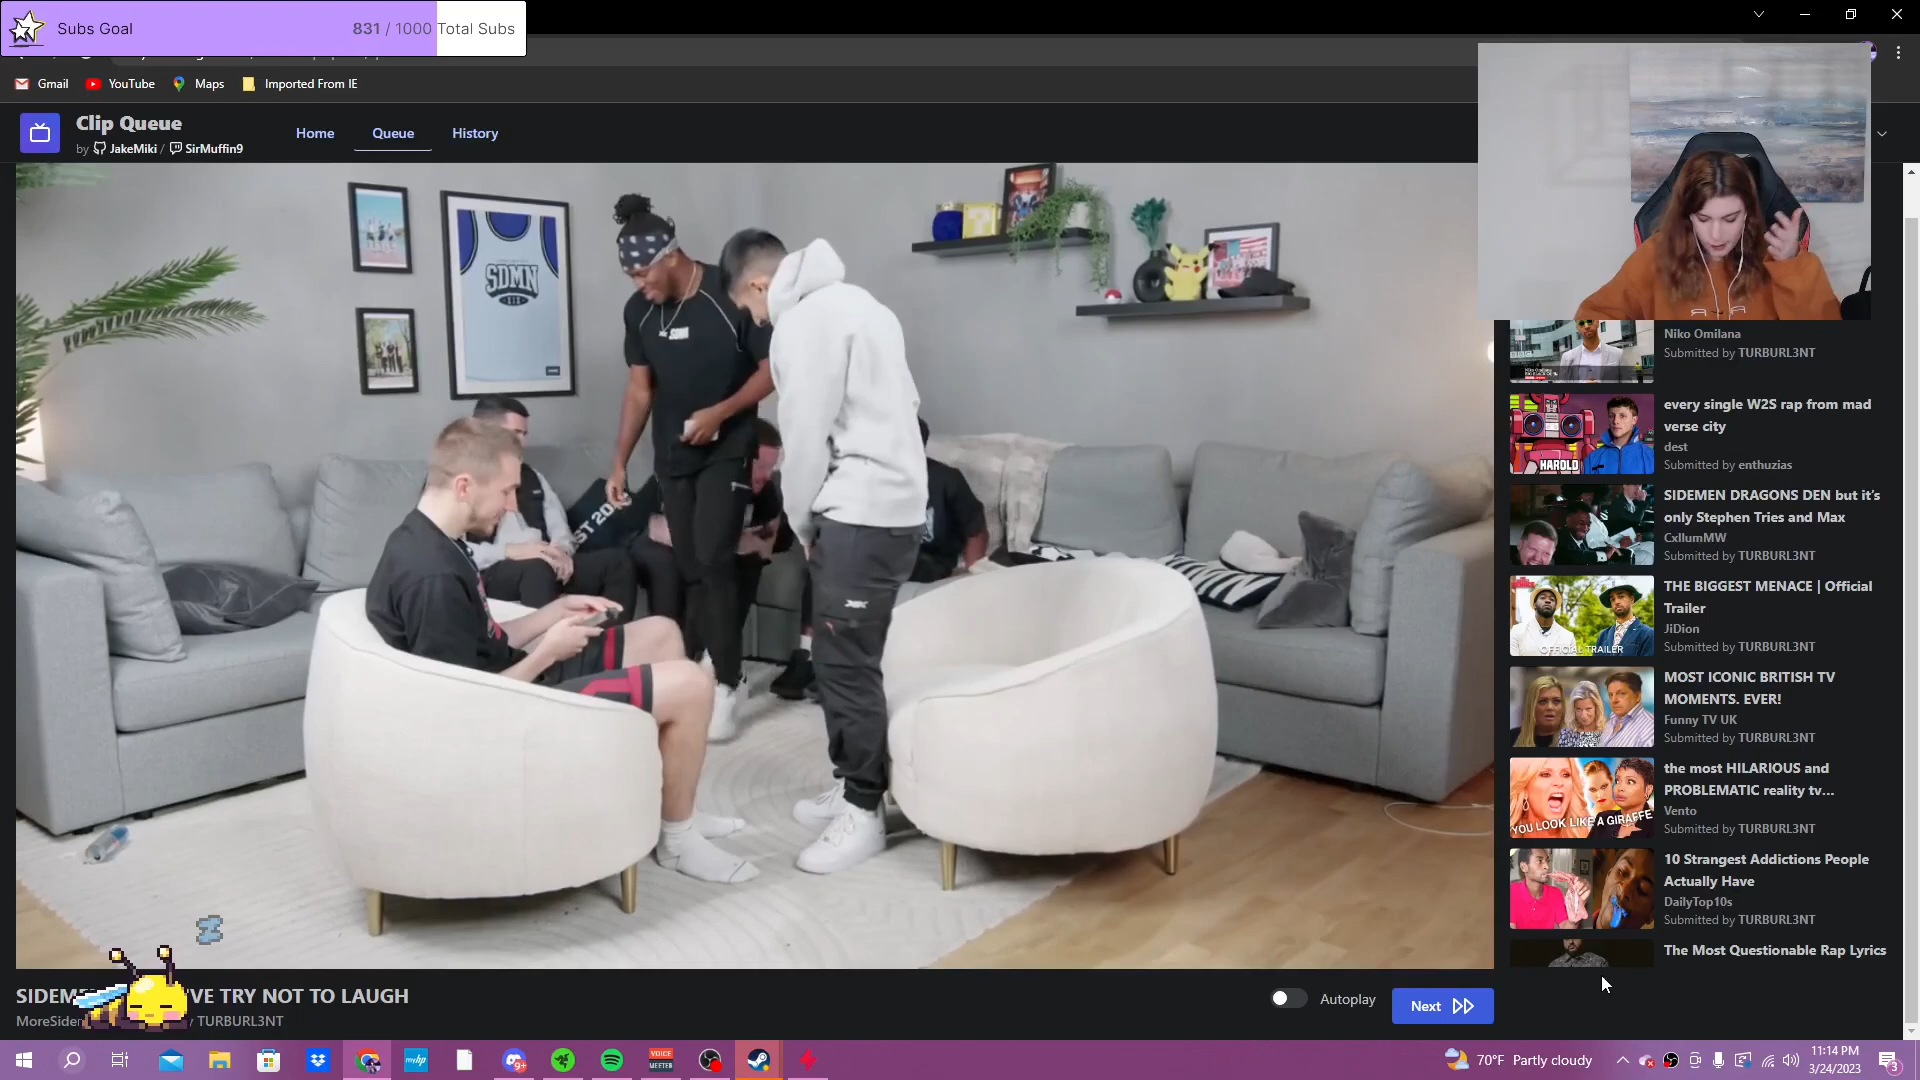 Subs Goal 831 / 1000 Total Subs
Gmail YouTube Maps Imported From IE
Clip Queue
by JakeMiki / SirMuffin9
Home Queue History
SDMN
Niko Omilana
Submitted by TURBURL3NT
HAROLD
every single W2S rap from mad
verse city
dest
Submitted by enthuzias
SIDEMEN DRAGONS DEN but it's
only Stephen Tries and Max
CxllumMW
Submitted by TURBURL3NT
OFFICIAL TRAILER
THE BIGGEST MENACE | Official
Trailer
JiDion
Submitted by TURBURL3NT
MOST ICONIC BRITISH TV
MOMENTS. EVER!
Funny TV UK
Submitted by TURBURL3NT
YOU LOOK LIKE A GIRAFFE
the most HILARIOUS and
PROBLEMATIC reality tv...
Vento
Submitted by TURBURL3NT
10 Strangest Addictions People
Actually Have
DailyTop10s
Submitted by TURBURL3NT
The Most Questionable Rap Lyrics
TRY NOT TO LAUGH
TURBURL3NT
Autoplay
Next
myhp
9+
VOICE
MEETER
70°F Partly cloudy
11:14 PM
3/24/2023
3